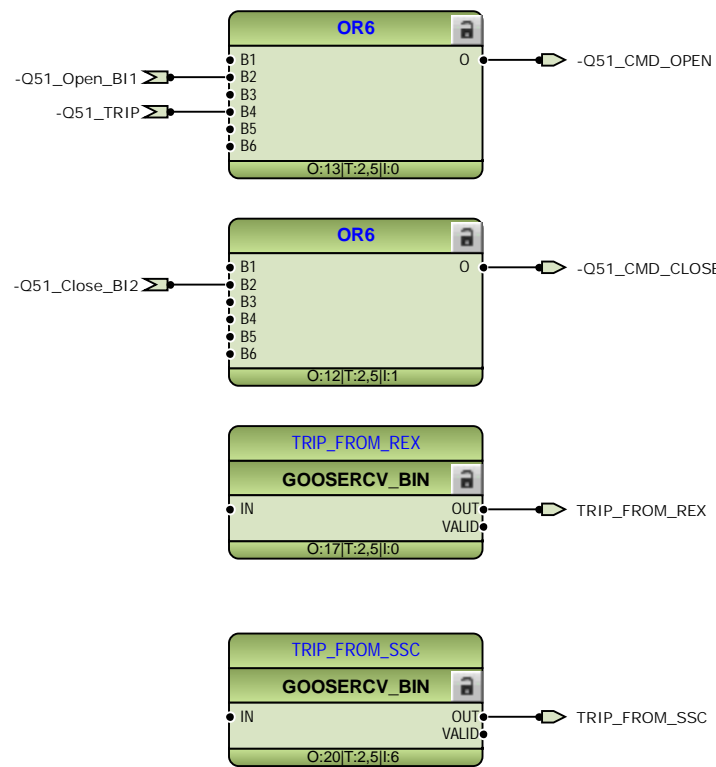 OR6
B1
O
-Q51_CMD_OPEN
-Q51_Open_BI1
B2
B3
-Q51_TRIP
B4
B5
B6
O:13|T:2,5|I:0
OR6
B1
O
-Q51_CMD_CLOSE
-Q51_Close_BI2
B2
B3
B4
B5
B6
O:12|T:2,5|I:1
TRIP_FROM_REX
GOOSERCV_BIN
IN
OUT
TRIP_FROM_REX
VALID
O:17|T:2,5|I:0
TRIP_FROM_SSC
GOOSERCV_BIN
IN
OUT
TRIP_FROM_SSC
VALID
O:20|T:2,5|I:6